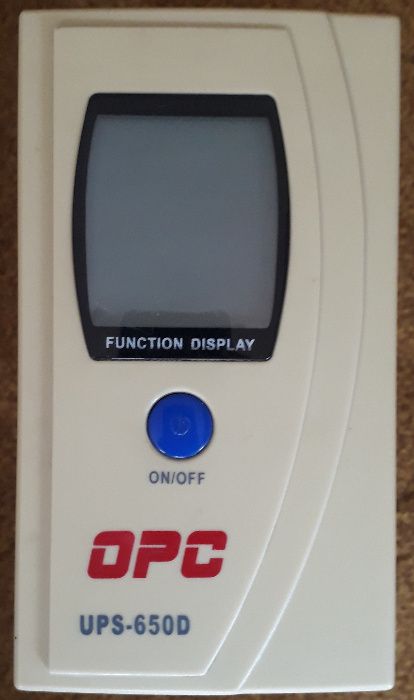 FUNCTION DISPLAY
ON/OFF
OPC
UPS-650D